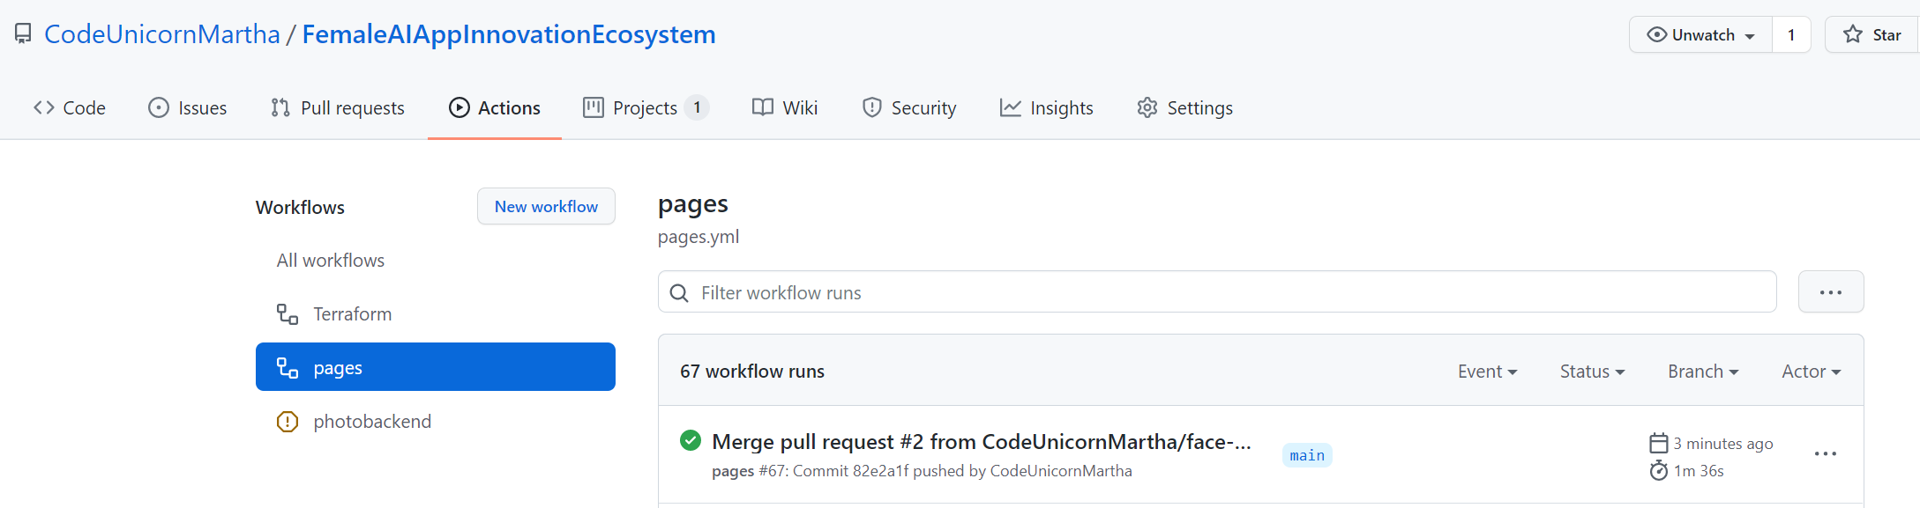 CodeUnicornMartha / FemaleAIAppInnovationEcosystem
Unwatch 1 Star
Code Issues Pull requests Actions Projects 1 Wiki Security Insights Settings
Workflows
New workflow
All workflows
Terraform
pages
photobackend
pages
pages.yml
Filter workflow runs
67 workflow runs
Event Status Branch Actor
Merge pull request #2 from CodeUnicornMartha/face-...
pages #67: Commit 82e2a1f pushed by CodeUnicornMartha
main
3 minutes ago
1m 36s